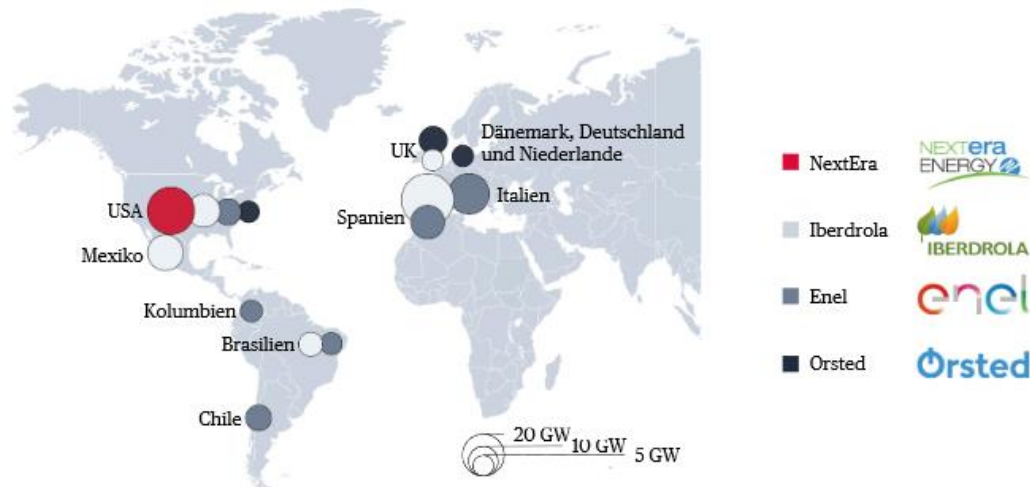 UK
Dänemark, Deutschland
und Niederlande
USA
Italien
Spanien
Mexiko
Kolumbien
Brasilien
Chile
20 GW
10 GW
5 GW
NextEra
NEXTera
ENERGY
Iberdrola
IBERDROLA
Enel
enel
Orsted
Ørsted